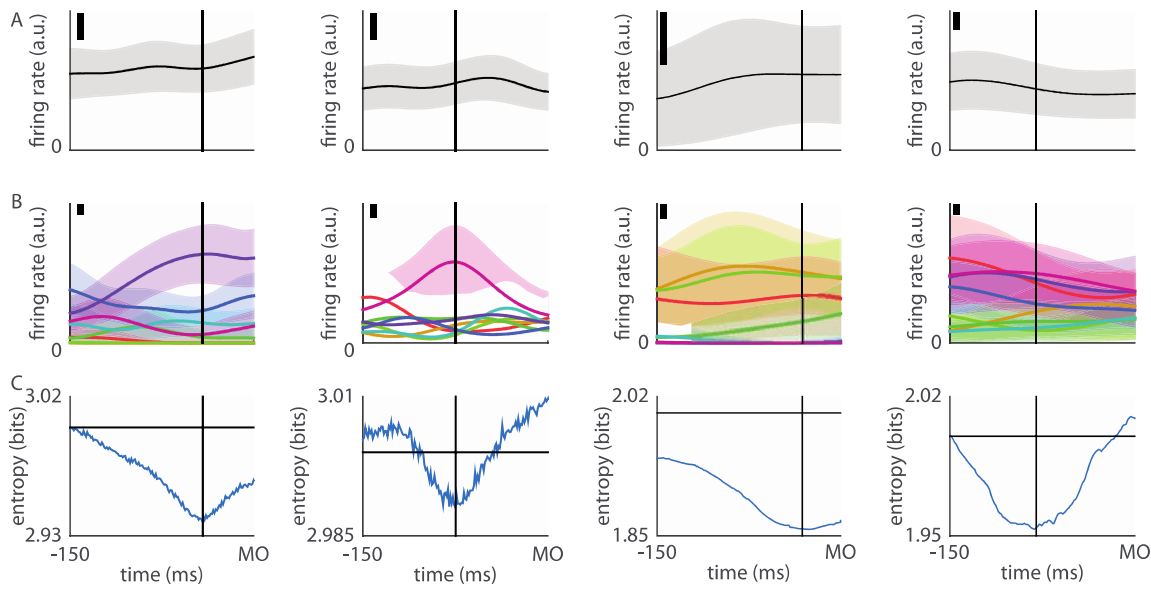 A
firing rate (a.u.)
0
firing rate (a.u.)
0
firing rate (a.u.)
0
firing rate (a.u.)
0
B
firing rate (a.u.)
0
firing rate (a.u.)
0
firing rate (a.u.)
0
firing rate (a.u.)
0
C
entropy (bits)
3.02
2.93
-150
MO
time (ms)
entropy (bits)
3.01
2.985
-150
MO
time (ms)
entropy (bits)
2.02
1.85
-150
MO
time (ms)
entropy (bits)
2.02
1.95
-150
MO
time (ms)